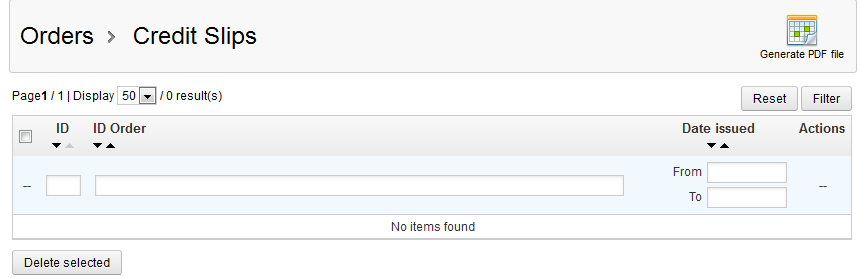 Orders > Credit Slips
Generate PDF file
Page1 / 1 | Display 50 / 0 result(s)
Reset Filter
ID ID Order Date issued Actions
-- From --
To
No items found
Delete selected